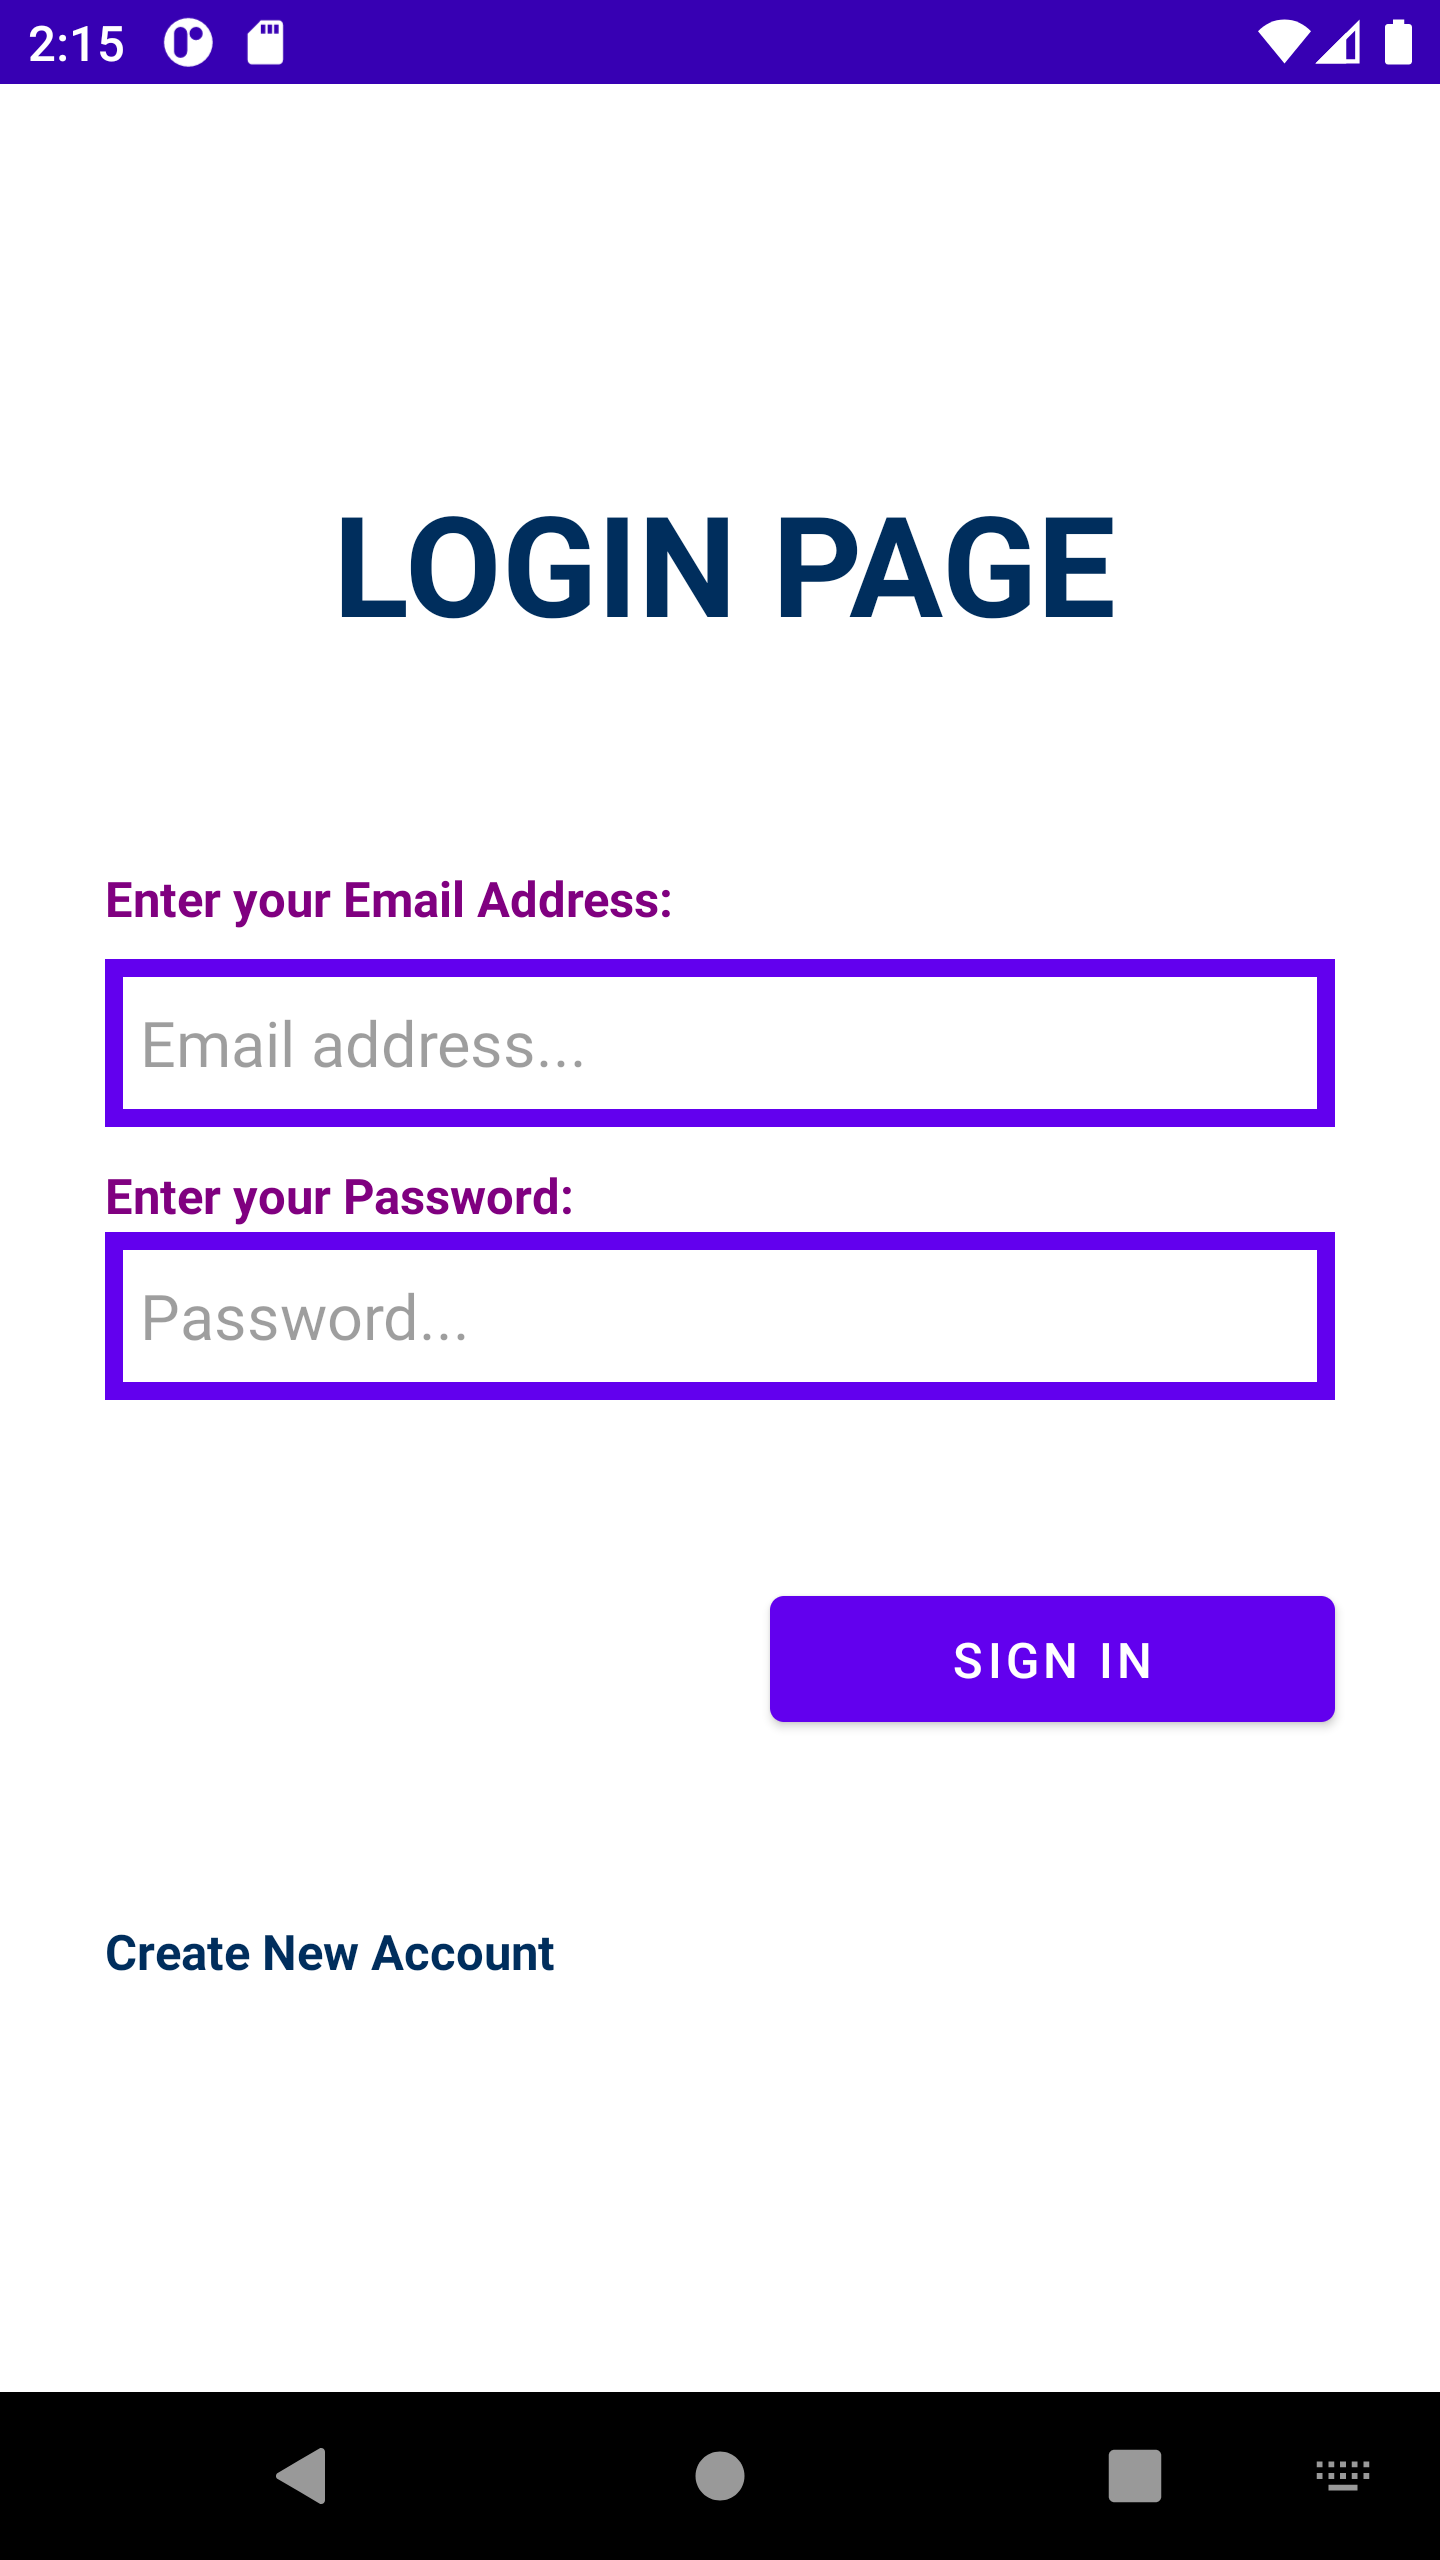 2:15
LOGIN PAGE
Enter your Email Address:
Email address...
Enter your Password:
Password...
SIGN IN
Create New Account